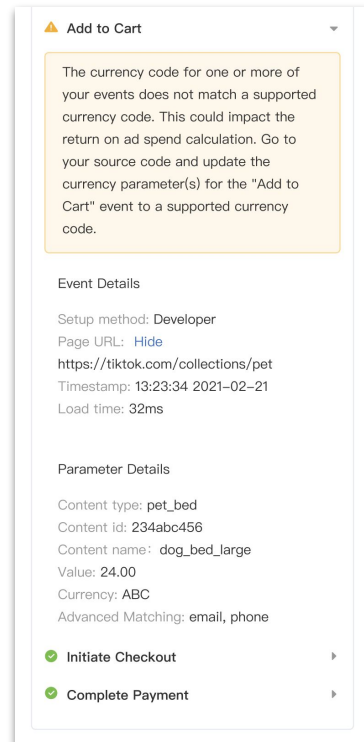 Add to Cart
The currency code for one or more of
your events does not match a supported
currency code. This could impact the
return on ad spend calculation. Go to
your source code and update the
currency parameter(s) for the "Add to
Cart" event to a supported currency
code.
Event Details
Setup method: Developer
Page URL: Hide
https://tiktok.com/collections/pet
Timestamp: 13:23:34 2021-02-21
Load time: 32ms
Parameter Details
Content type: pet_bed
Content id: 234abc456
Content name: dog_bed_large
Value: 24.00
Currency: ABC
Advanced Matching: email, phone
Initiate Checkout
Complete Payment